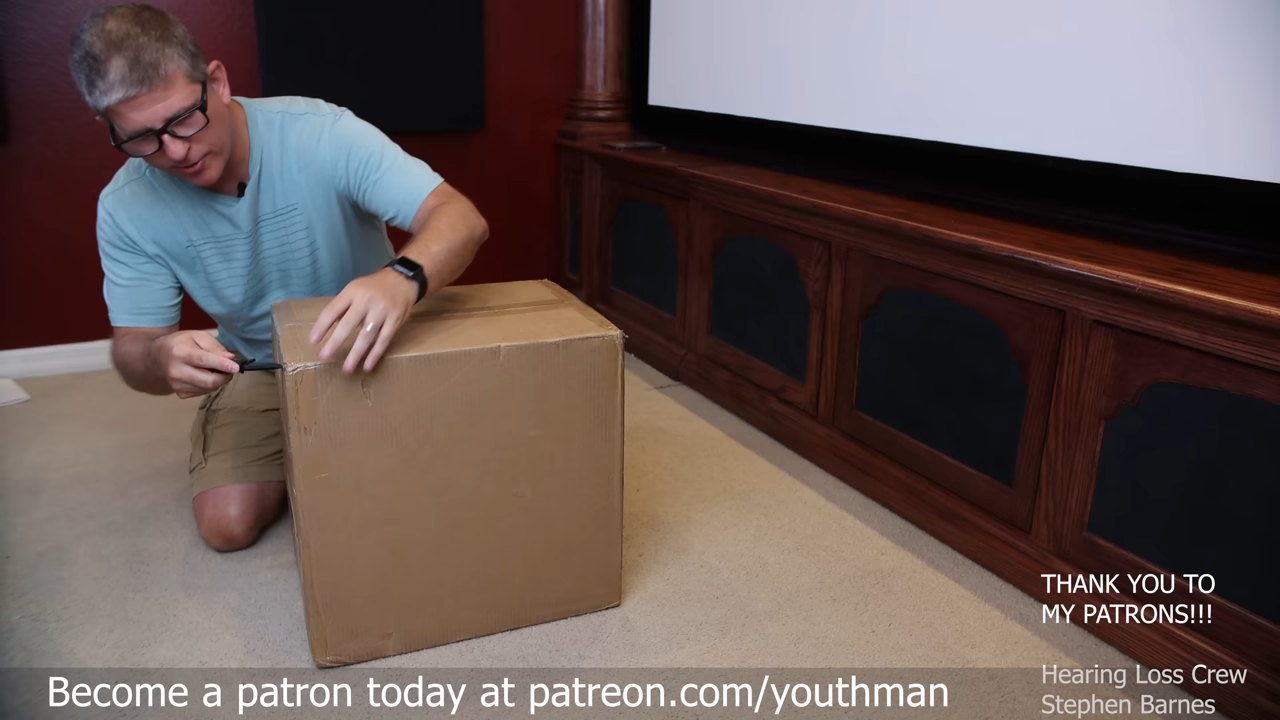 THANK YOU TO
MY PATRONS!!!
Hearing Loss Crew
Stephen Barnes
Become a patron today at patreon.com/youthman